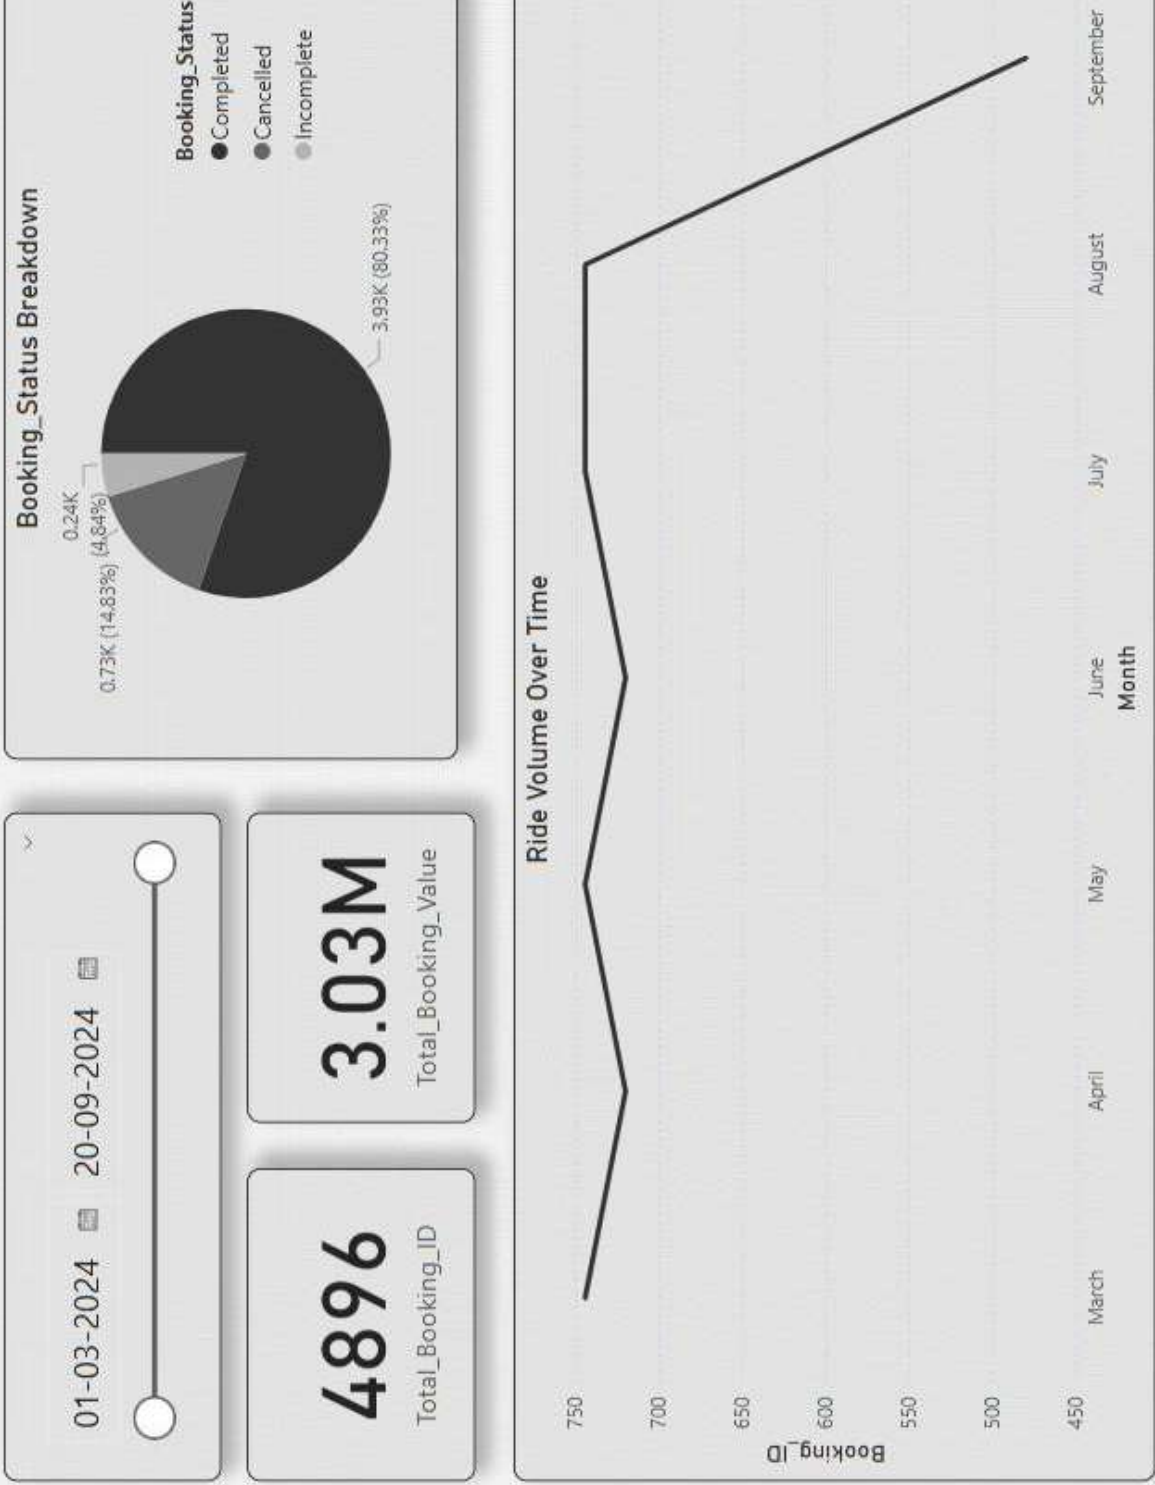 01-03-2024
20-09-2024
4896
Total_Booking_ID
3.03M
Total_Booking_Value
Booking_Status Breakdown
0.24K
(4.84%)
0.73K (14.83%)
3.93K (80.33%)
Booking_Status
Completed
Cancelled
Incomplete
Ride Volume Over Time
Booking_ID
750
700
650
600
550
500
450
March
April
May
June
July
August
September
Month